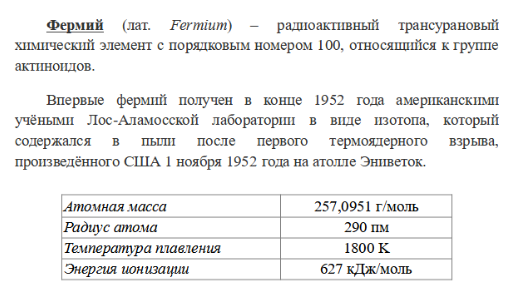 Фермий (лат. Fermium) – радиоактивный трансурановый
химический элемент с порядковым номером 100, относящийся к группе
актиноидов.
Впервые фермий получен в конце 1952 года американскими
учёными Лос-Аламосской лаборатории в виде изотопа, который
содержался в пыли после первого термоядерного взрыва,
произведённого США 1 ноября 1952 года на атолле Эниветок.
Атомная масса 257,0951 г/моль
Радиус атома 290 пм
Температура плавления 1800 K
Энергия ионизации 627 кДж/моль